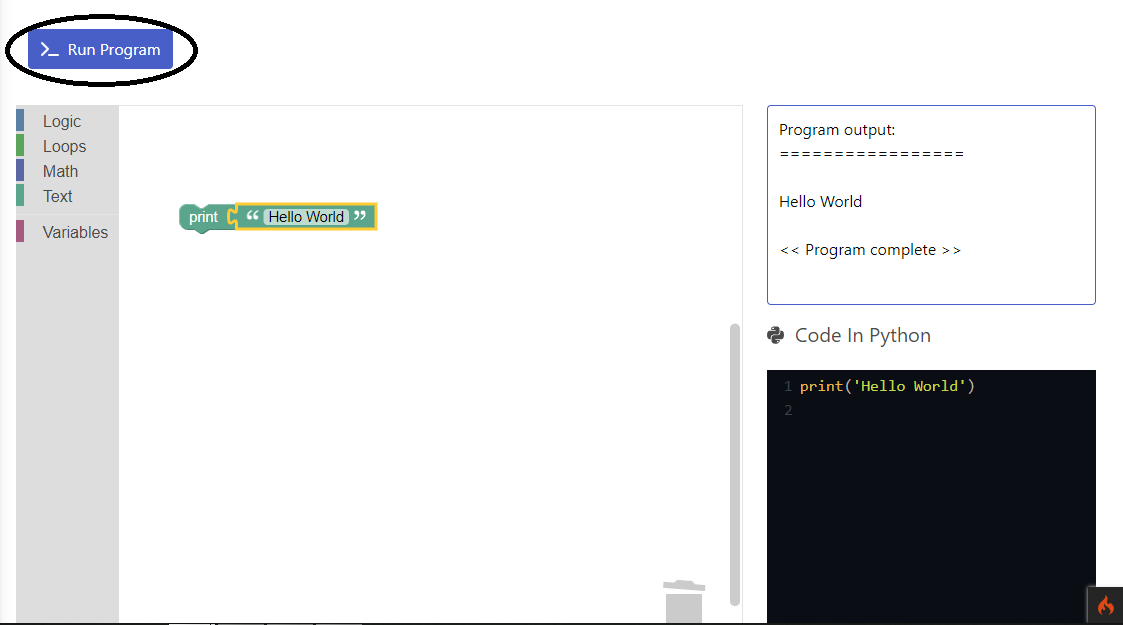 Run Program
Logic
Loops
Math
Text
Variables
print “ Hello World ”
Program output:
=================
Hello World
<< Program complete >>
Code In Python
1 print('Hello World')
2